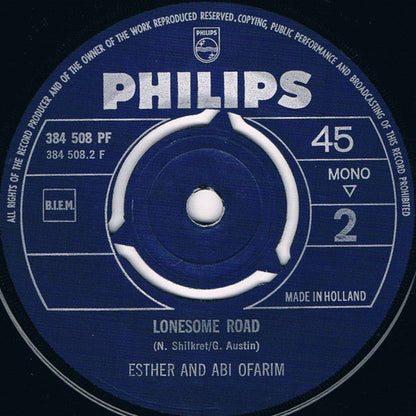 ALL RIGHTS OF THE RECORD PRODUCER AND OF THE OWNER OF THE WORK REPRODUCED RESERVED, COPYING, PUBLIC PERFORMANCE AND BROADCASTING OF THIS RECORD PROHIBITED
PHILIPS
PHILIPS
384 508 PF
384 508.2 F
45
MONO
B.I.E.M.
2
MADE IN HOLLAND
LONESOME ROAD
(N. Shilkret/G. Austin)
ESTHER AND ABI OFARIM